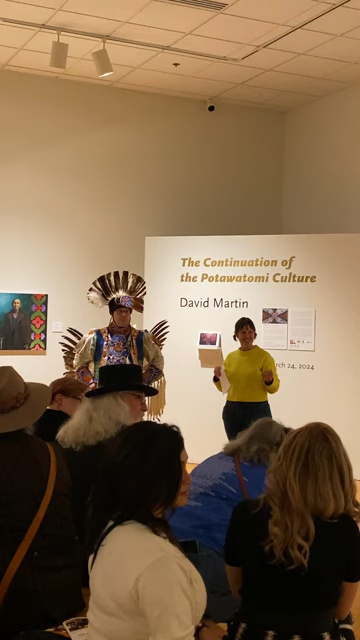 The Continuation of
the Potawatomi Culture
David Martin
rch 24, 2024